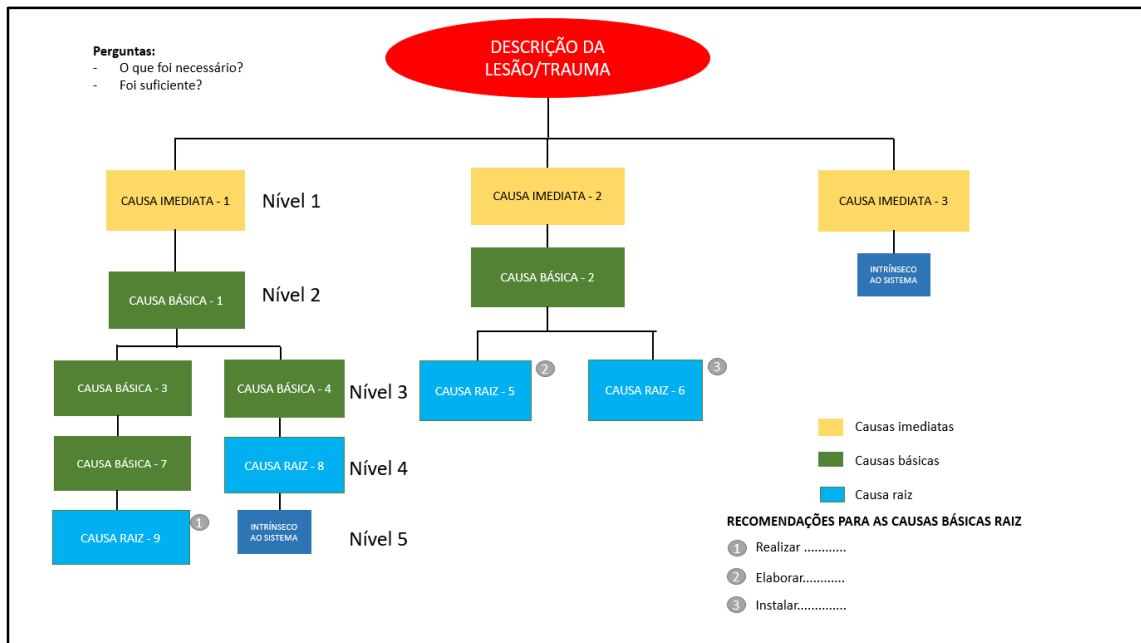 DESCRIÇÃO DA
LESÃO/TRAUMA
Perguntas:
- O que foi necessário?
- Foi suficiente?
CAUSA IMEDIATA - 1
Nível 1
CAUSA IMEDIATA - 2
CAUSA IMEDIATA - 3
CAUSA BÁSICA - 1
Nível 2
CAUSA BÁSICA - 2
INTRÍNSECO
AO SISTEMA
CAUSA BÁSICA - 3
CAUSA BÁSICA - 4
Nível 3
CAUSA RAIZ - 5
2
CAUSA RAIZ - 6
3
CAUSA BÁSICA - 7
CAUSA RAIZ - 8
Nível 4
CAUSA RAIZ - 9
1
INTRÍNSECO
AO SISTEMA
Nível 5
Causas imediatas
Causas básicas
Causa raiz
RECOMENDAÇÕES PARA AS CAUSAS BÁSICAS RAIZ
1 Realizar ............
2 Elaborar............
3 Instalar..............